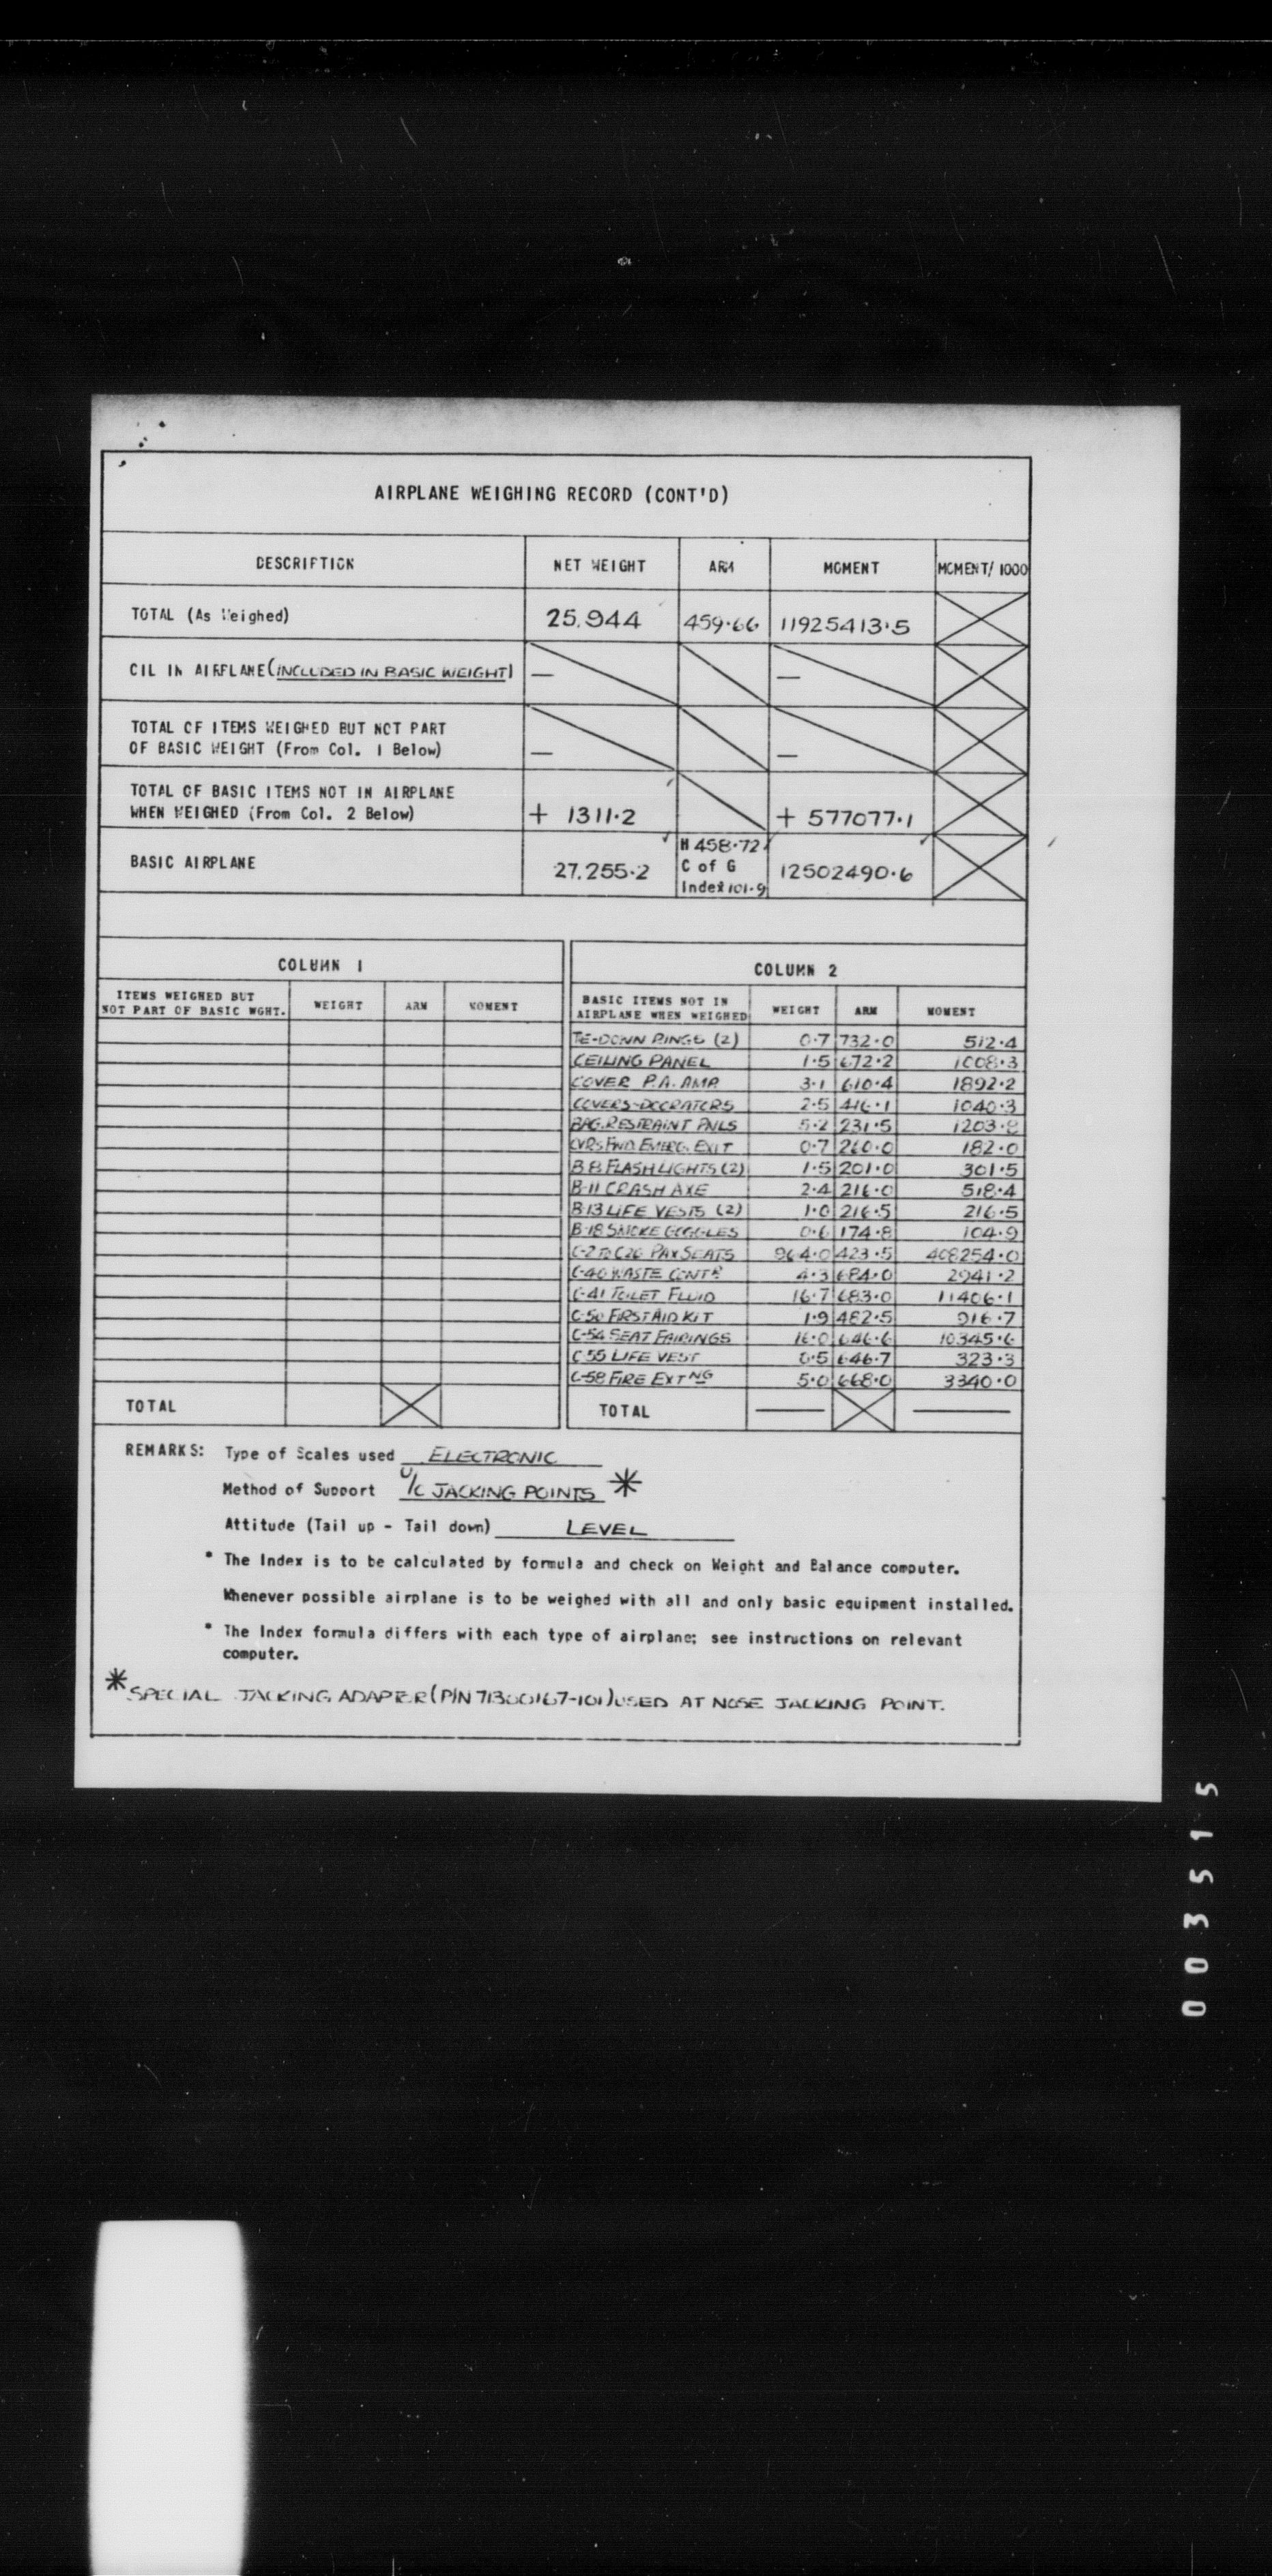 AIRPLANE WEIGHING RECORD (CONT'D)
DESCRIPTION NET WEIGHT ARM MOMENT MOMENT/ 1000
TOTAL (As Weighed) 25,944 459.66 11925413.5
OIL IN AIRPLANE (INCLUDED IN BASIC WEIGHT) — —
TOTAL OF ITEMS WEIGHED BUT NOT PART
OF BASIC WEIGHT (From Col. 1 Below) — —
TOTAL OF BASIC ITEMS NOT IN AIRPLANE
WHEN WEIGHED (From Col. 2 Below) + 1311.2 + 577077.1
H 458.72
BASIC AIRPLANE 27,255.2 C of G 12502490.6
Index 101.9
COLUMN 1
ITEMS WEIGHED BUT
NOT PART OF BASIC WGHT. WEIGHT ARM MOMENT
TOTAL
COLUMN 2
BASIC ITEMS NOT IN
AIRPLANE WHEN WEIGHED WEIGHT ARM MOMENT
TE-DOWN RINGS (2) 0.7 732.0 512.4
CEILING PANEL 1.5 672.2 1008.3
COVER P.A. AMP. 3.1 610.4 1892.2
COVERS-DCORATORS 2.5 416.1 1040.3
BAG. RESTRAINT PNLS 5.2 231.5 1203.8
CVRS FWD EMERG. EXIT 0.7 260.0 182.0
B-8 FLASH LIGHTS (2) 1.5 201.0 301.5
B-11 CRASH AXE 2.4 216.0 518.4
B-13 LIFE VESTS (2) 1.0 216.5 216.5
B-18 SMOKE GOGGLES 0.6 174.8 104.9
C-2 TO C26 PAX SEATS 964.0 423.5 408254.0
C-40 WASTE CONTR 4.3 684.0 2941.2
C-41 TOILET FLUID 16.7 683.0 11406.1
C-50 FIRST AID KIT 1.9 482.5 916.7
C-54 SEAT FAIRINGS 16.0 646.6 10345.6
C-55 LIFE VEST 0.5 646.7 323.3
C-58 FIRE EXTNG 5.0 668.0 3340.0
TOTAL — —
REMARKS: Type of Scales used ELECTRONIC
Method of Support U/C JACKING POINTS *
Attitude (Tail up - Tail down) LEVEL
* The Index is to be calculated by formula and check on Weight and Balance computer.
Whenever possible airplane is to be weighed with all and only basic equipment installed.
* The Index formula differs with each type of airplane; see instructions on relevant
computer.
* SPECIAL JACKING ADAPTER (P/N 71300167-101) USED AT NOSE JACKING POINT.
003515